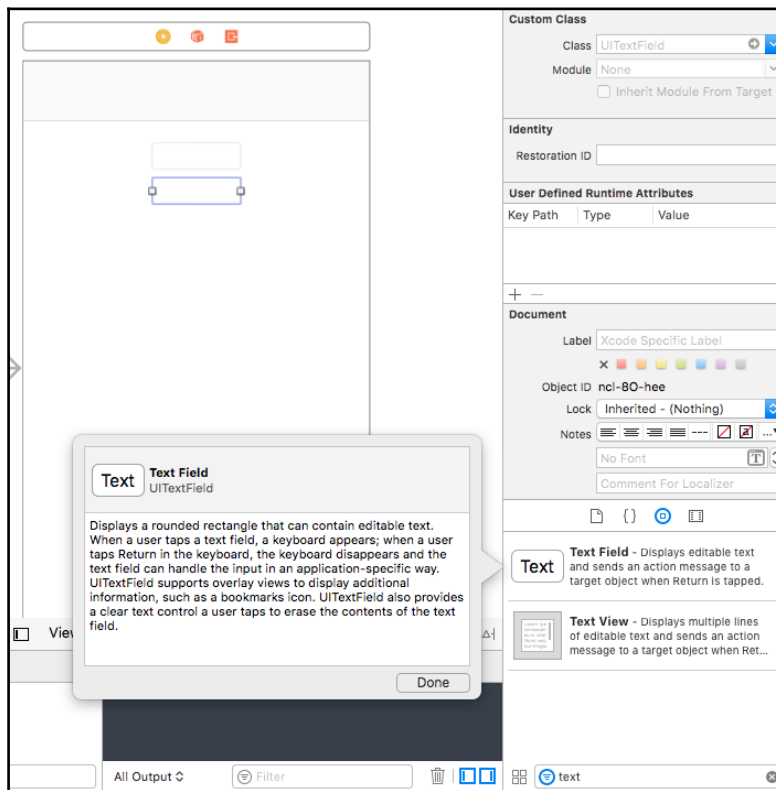 Custom Class
Class UITextField
Module None
Inherit Module From Target
Identity
Restoration ID
User Defined Runtime Attributes
Key Path Type Value
Document
Label Xcode Specific Label
Object ID ncl-8O-hee
Lock Inherited - (Nothing)
Notes
No Font
Comment For Localizer
Text
Text Field
UITextField
Displays a rounded rectangle that can contain editable text.
When a user taps a text field, a keyboard appears; when a user
taps Return in the keyboard, the keyboard disappears and the
text field can handle the input in an application-specific way.
UITextField supports overlay views to display additional
information, such as a bookmarks icon. UITextField also provides
a clear text control a user taps to erase the contents of the text
field.
Done
Text
Text Field - Displays editable text
and sends an action message to a
target object when Return is tapped.
Text View - Displays multiple lines
of editable text and sends an action
message to a target object when Ret...
View
All Output
Filter
text